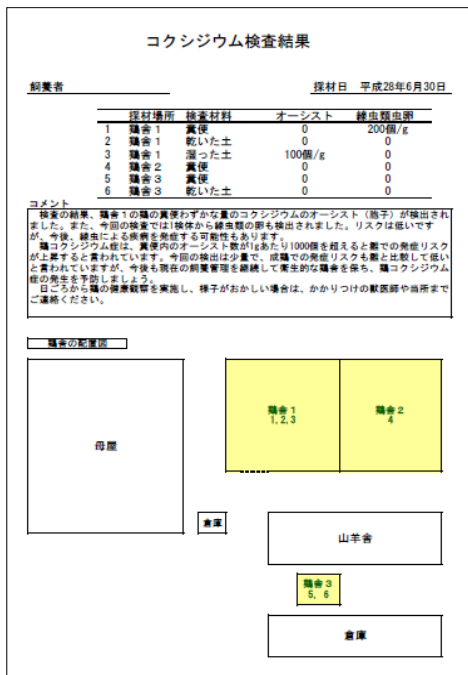 コクシジウム検査結果
飼養者 採材日 平成28年6月30日
採材場所 検査材料 オーシスト 線虫類虫卵
1 鶏舎1 糞便 0 200個/g
2 鶏舎1 乾いた土 0 0
3 鶏舎1 湿った土 100個/g 0
4 鶏舎2 糞便 0 0
5 鶏舎3 糞便 0 0
6 鶏舎3 乾いた土 0 0
コメント
検査の結果、鶏舎1の鶏の糞便わずかな量のコクシジウムのオーシスト(胞子)が検出され
ました。また、今回の検査では1検体から線虫類の卵も検出されました。リスクは低いです
が、今後、線虫による疾病を発症する可能性もあります。
鶏コクシジウム症は、糞便内のオーシスト数が1gあたり1000個を超えると雛での発症リスク
が上昇すると言われています。今回の検出は少量で、成鶏での発症リスクも雛と比較して低い
と言われていますが、今後も現在の飼養管理を継続して衛生的な鶏舎を保ち、鶏コクシジウム
症の発生を予防しましょう。
日ごろから鶏の健康観察を実施し、様子がおかしい場合は、かかりつけの獣医師や当所まで
ご連絡ください。
鶏舎の配置図
母屋
鶏舎1
1,2,3
鶏舎2
4
倉庫
山羊舎
鶏舎3
5, 6
倉庫